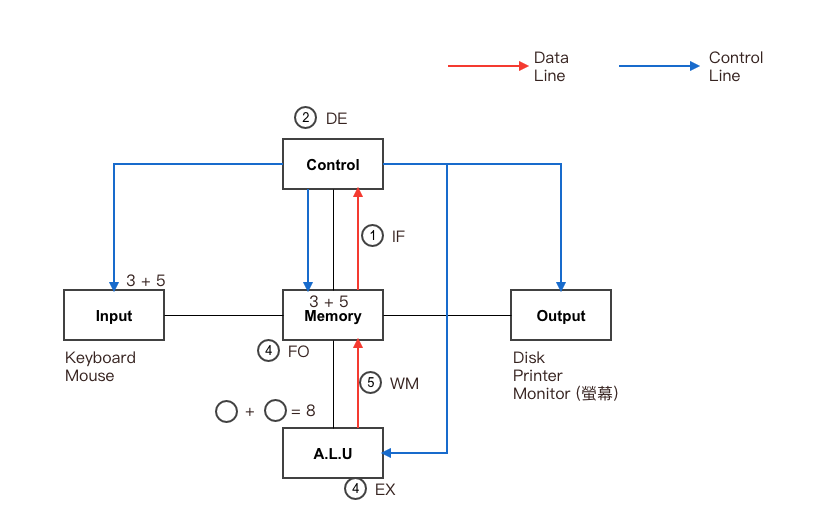 Data
Line
Control
Line
2 DE
Control
1 IF
3 + 5
Input
3 + 5
Memory
Output
Keyboard
Mouse
4 FO
Disk
Printer
Monitor (螢幕)
5 WM
+ = 8
A.L.U
4 EX